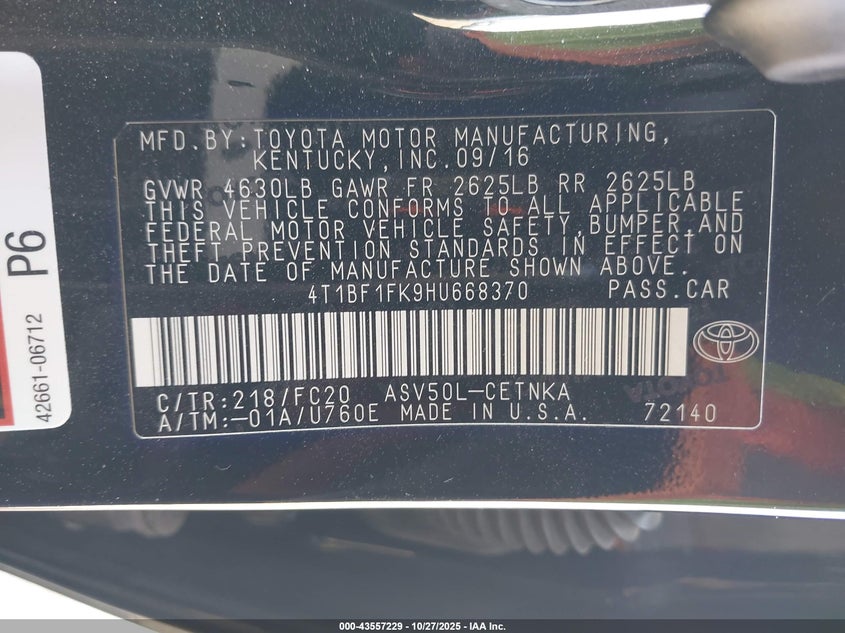 MFD.BY:TOYOTA MOTOR MANUFACTURING,
KENTUCKY,INC.09/16
GVWR 4630LB GAWR FR 2625LB RR 2625LB
THIS VEHICLE CONFORMS TO ALL APPLICABLE
FEDERAL MOTOR VEHICLE SAFETY,BUMPER,AND
THEFT PREVENTION STANDARDS IN EFFECT ON
THE DATE OF MANUFACTURE SHOWN ABOVE.
4T1BF1FK9HU668370 PASS.CAR
C/TR:218/FC20 ASV50L-CETNKA
A/TM:-01A/U760E MADE IN U.S.A. 72140
P6
42661-06712
TOYOTA
000-43557229 - 10/27/2025 - IAA Inc.